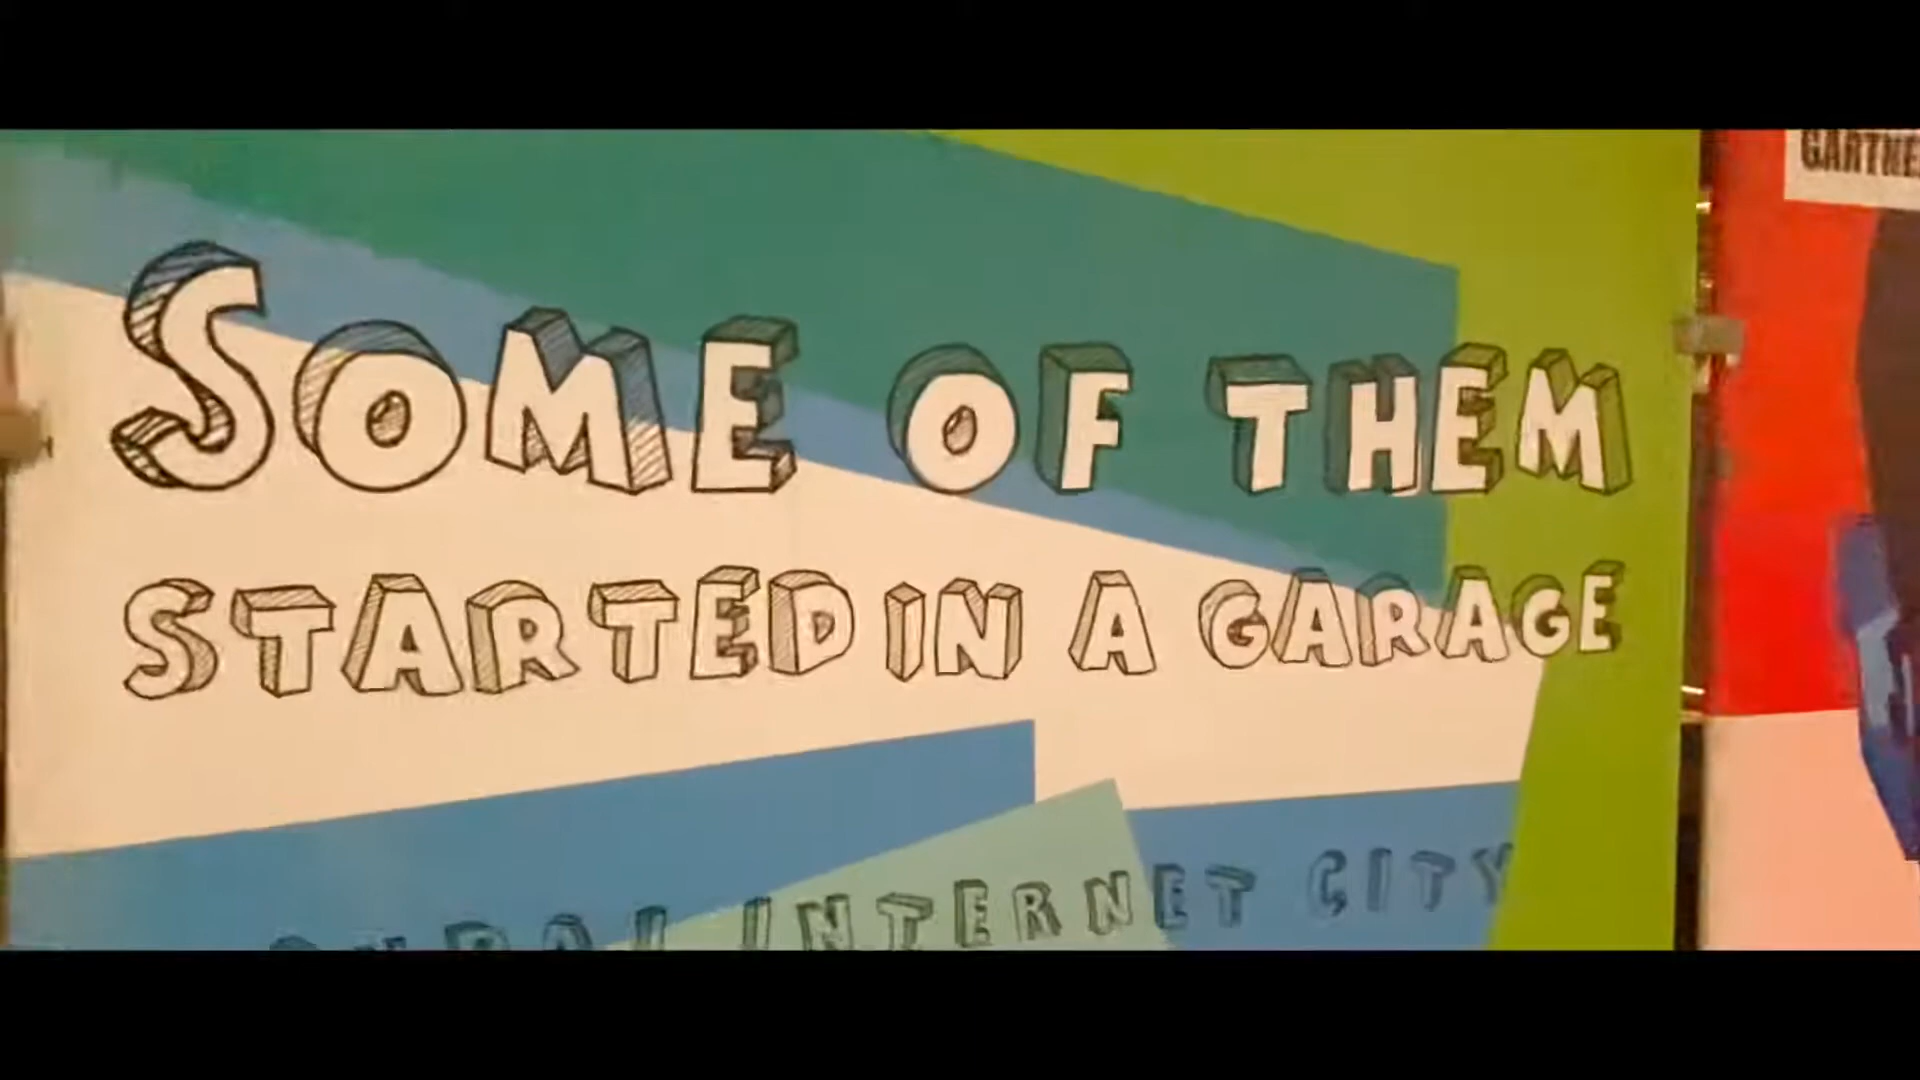 SOME OF THEM
STARTED IN A GARAGE
INTERNET CITY